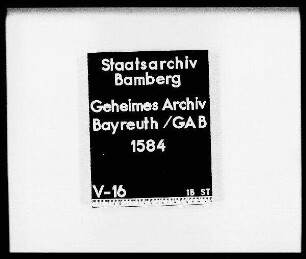 Staatsarchiv
Bamberg
Geheimes Archiv
Bayreuth /GAB
1584
V-16 1B ST